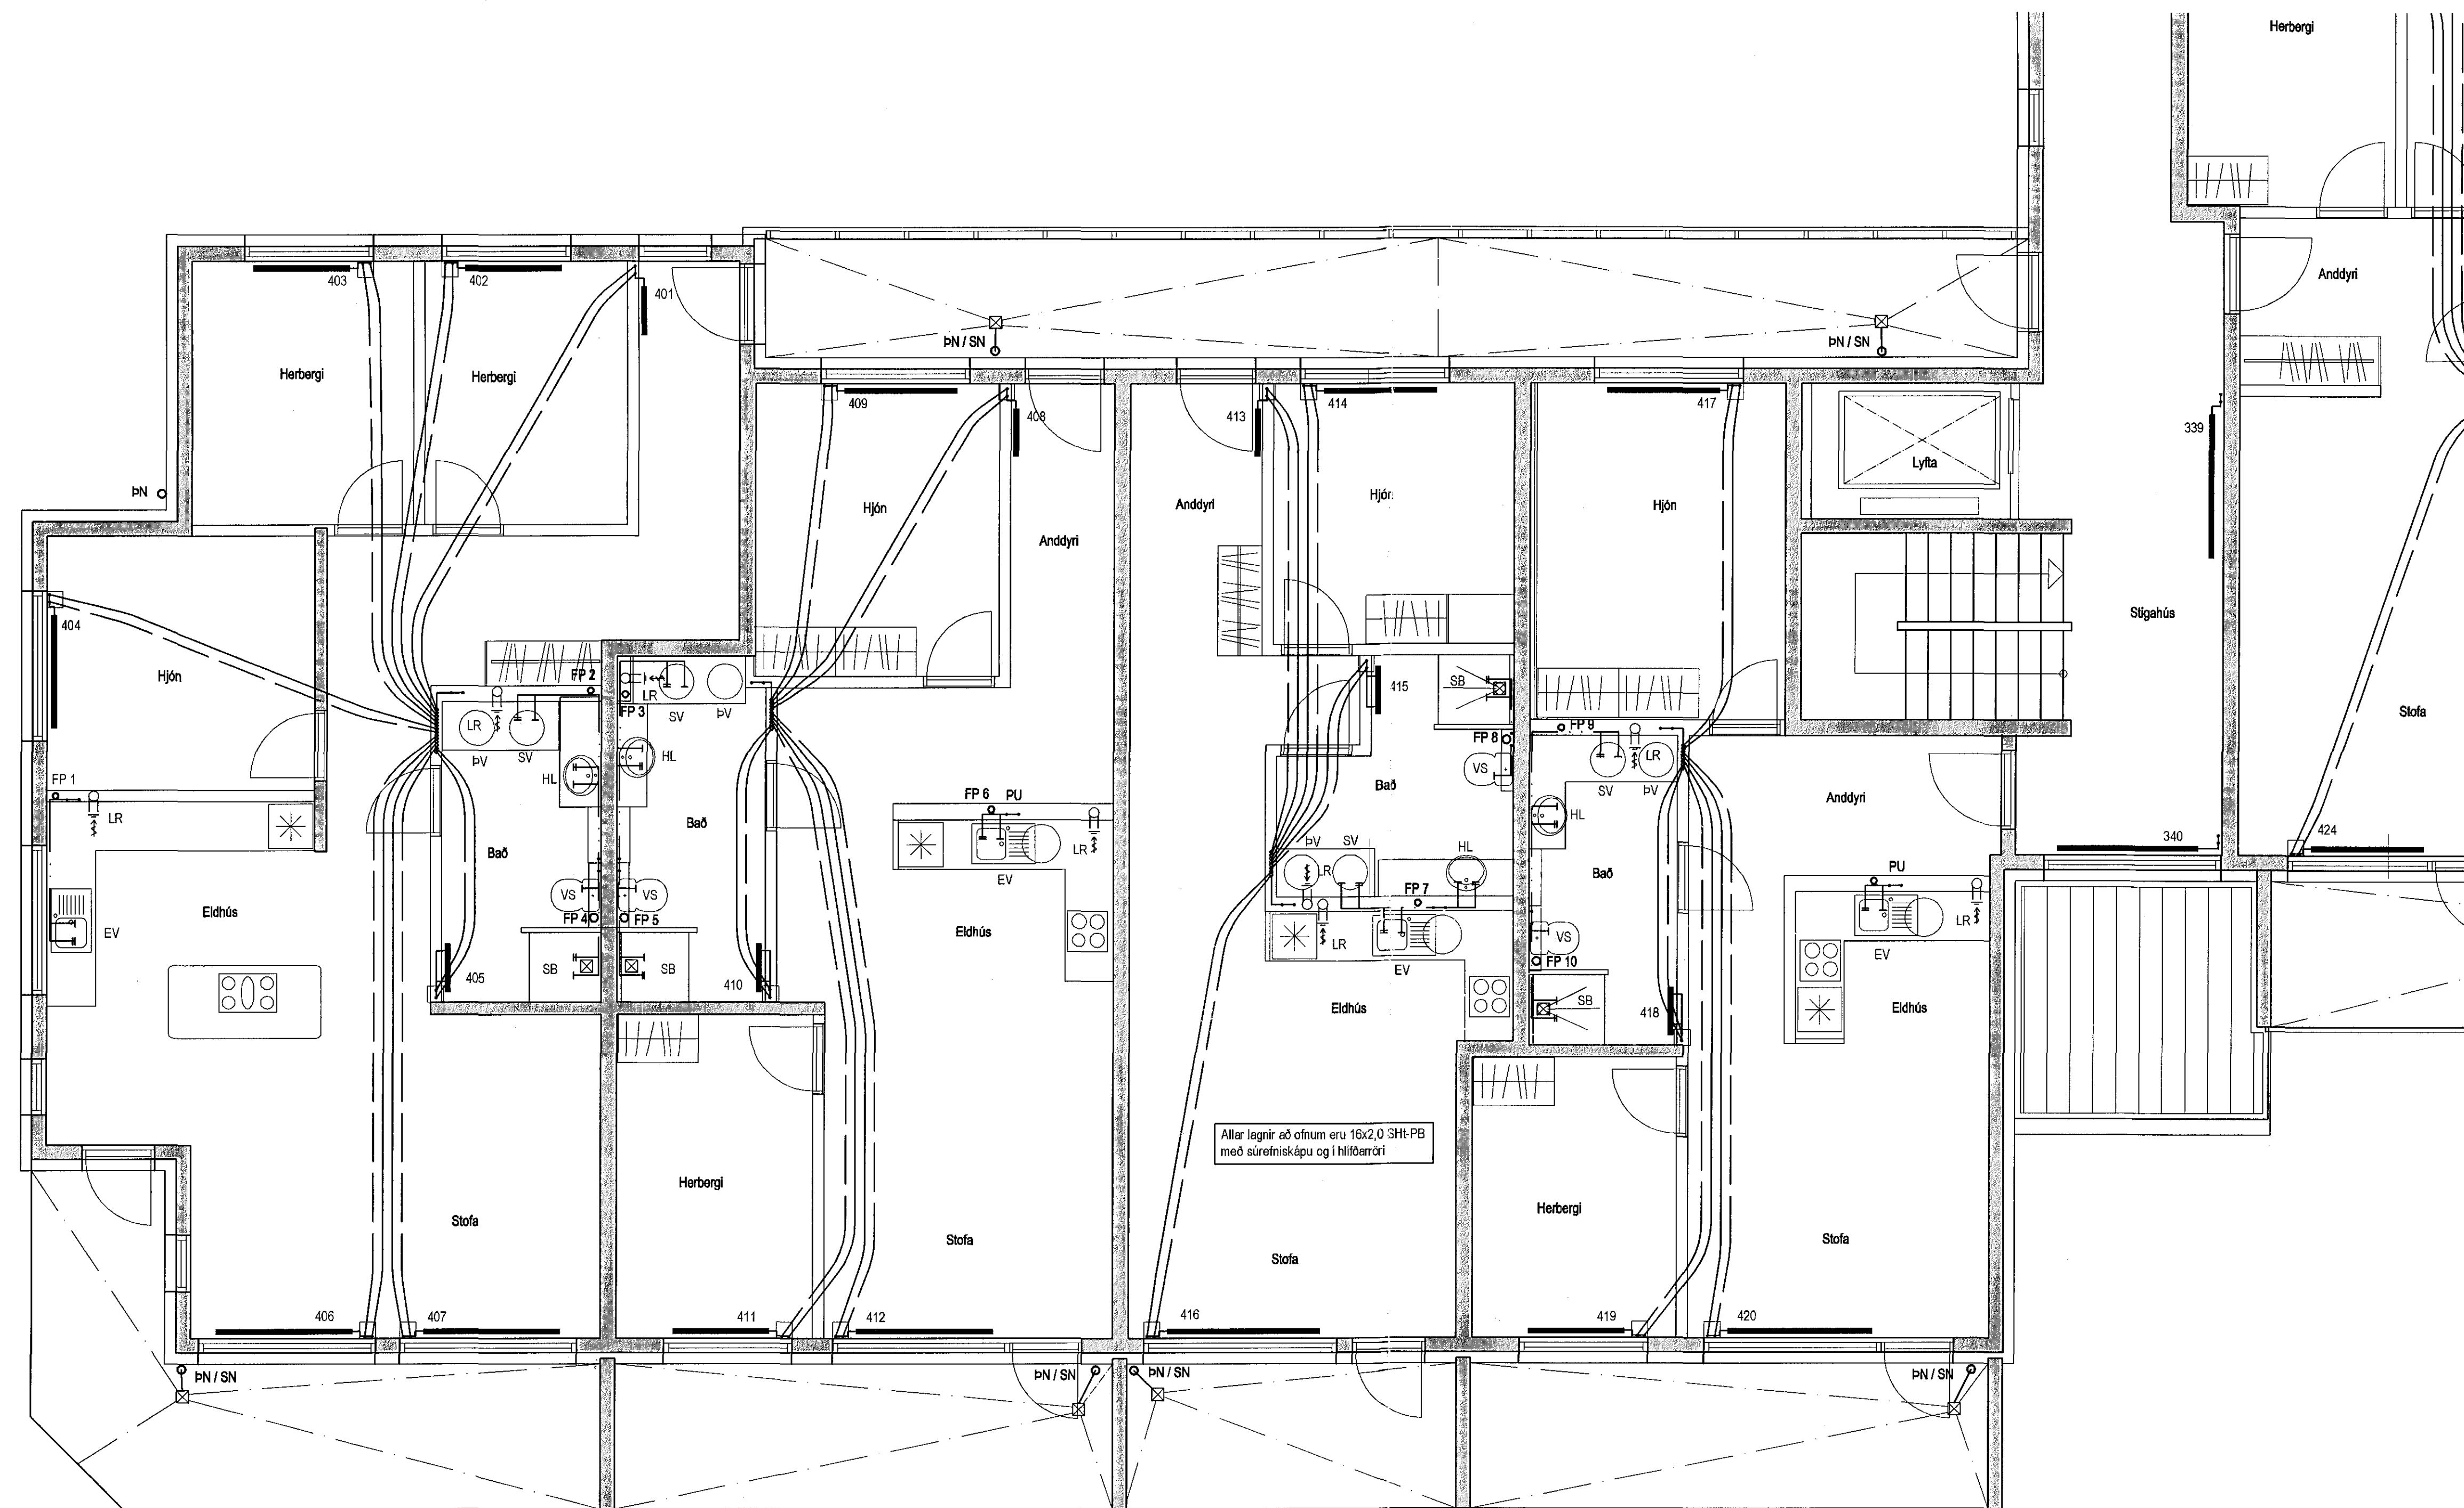 Herbergi
403
402
401
Anddyri
ÞN / SN
ÞN / SN
Herbergi
Herbergi
409
408
413
414
417
339
Lyfta
ÞN
Hjón
Anddyri
Hjón
Hjón
Anddyri
404
Stigahús
Hjón
FP 2
415
SB
LR
FP 3
SV
ÞV
Stofa
LR
ÞV
SV
HL
HL
FP 8
VS
FP 9
LR
SV
ÞV
FP 1
LR
FP 6
PU
Bað
Anddyri
HL
Bað
Bað
LR
ÞV
SV
HL
340
424
LR
EV
FP 7
Bað
PU
VS
VS
FP 4
FP 5
Eldhús
EV
Eldhús
LR
EV
VS
FP 10
LR
EV
SB
SB
405
410
SB
418
Eldhús
Eldhús
Allar lagnir að ofnum eru 16x2,0 SHt-PB
með súrefniskápu og í hlífðarröri
Herbergi
Herbergi
Stofa
Stofa
Stofa
Stofa
406
407
411
412
416
419
420
ÞN / SN
ÞN / SN
ÞN / SN
ÞN / SN